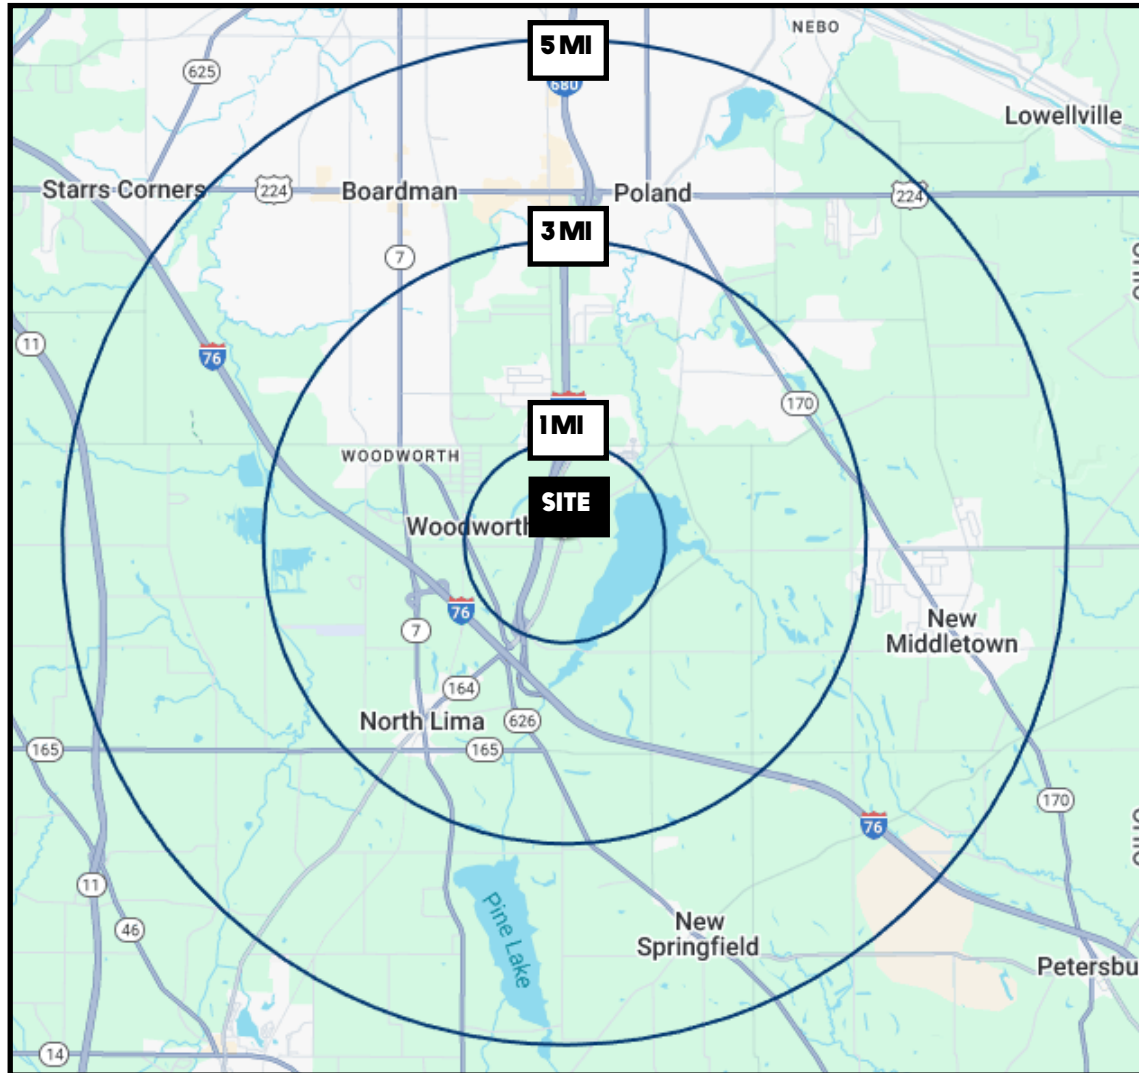 NEBO
5 MI
680
625
Lowellville
Starrs Corners
224
Boardman
Poland
224
3 MI
7
11
76
1 MI
170
WOODWORTH
SITE
Woodworth
76
7
New
Middletown
164
North Lima
626
165
165
170
76
11
Pine Lake
46
New
Springfield
Petersbu
14